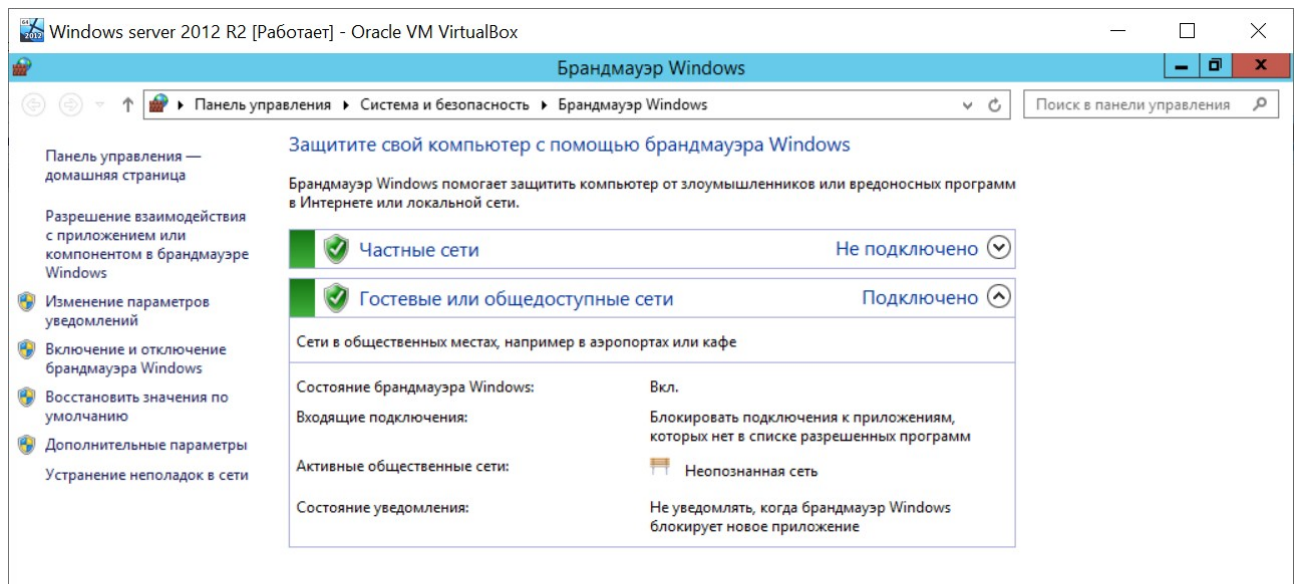 Windows server 2012 R2 [Работает] - Oracle VM VirtualBox
Брандмауэр Windows
Панель управления ▸ Система и безопасность ▸ Брандмауэр Windows
Поиск в панели управления
Панель управления —
домашняя страница
Разрешение взаимодействия
с приложением или
компонентом в брандмауэре
Windows
Изменение параметров
уведомлений
Включение и отключение
брандмауэра Windows
Восстановить значения по
умолчанию
Дополнительные параметры
Устранение неполадок в сети
Защитите свой компьютер с помощью брандмауэра Windows
Брандмауэр Windows помогает защитить компьютер от злоумышленников или вредоносных программ
в Интернете или локальной сети.
Частные сети Не подключено
Гостевые или общедоступные сети Подключено
Сети в общественных местах, например в аэропортах или кафе
Состояние брандмауэра Windows: Вкл.
Входящие подключения: Блокировать подключения к приложениям,
которых нет в списке разрешенных программ
Активные общественные сети: Неопознанная сеть
Состояние уведомления: Не уведомлять, когда брандмауэр Windows
блокирует новое приложение